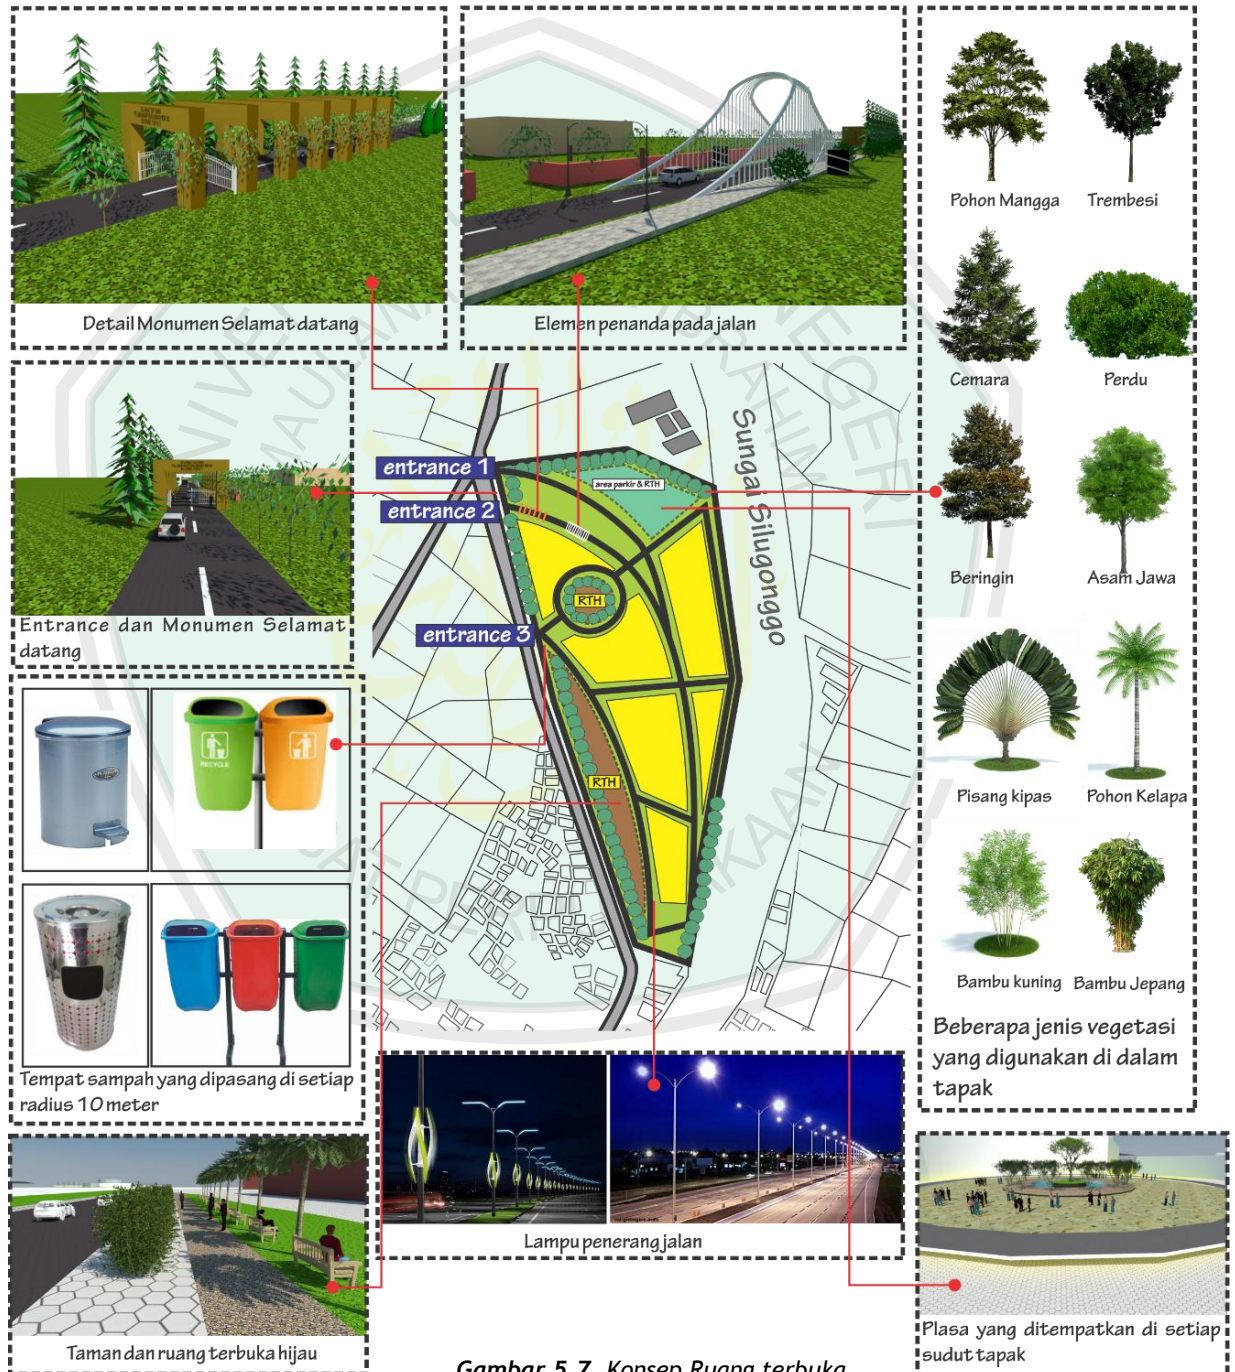 Detail Monumen Selamat datang
Elemen penanda pada jalan
Pohon Mangga
Trembesi
Cemara
Perdu
Beringin
Asam Jawa
Pisang kipas
Pohon Kelapa
Bambu kuning
Bambu Jepang
Beberapa jenis vegetasi
yang digunakan di dalam
tapak
Entrance dan Monumen Selamat
datang
entrance 1
entrance 2
entrance 3
area parkir & RTH
RTH
RTH
Sungai Silugonggo
RECYCLE
Tempat sampah yang dipasang di setiap
radius 10 meter
Lampu penerang jalan
Taman dan ruang terbuka hijau
Plasa yang ditempatkan di setiap
sudut tapak
Gambar 5.7. Konsep Ruang terbuka